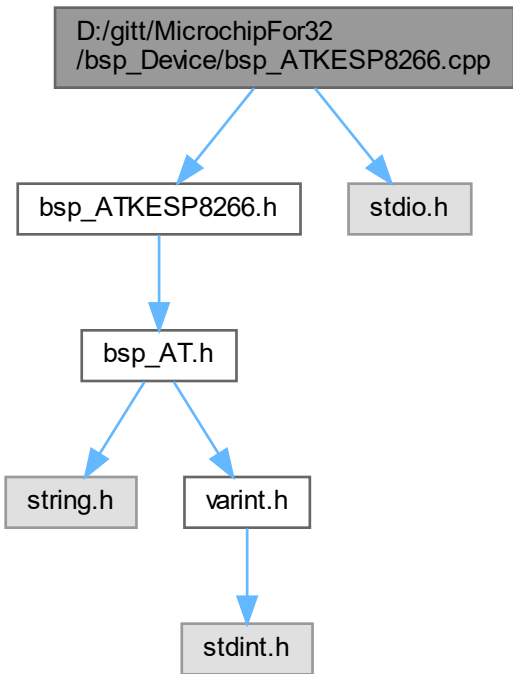 D:/gitt/MicrochipFor32
/bsp_Device/bsp_ATKESP8266.cpp
bsp_ATKESP8266.h
stdio.h
bsp_AT.h
string.h
varint.h
stdint.h